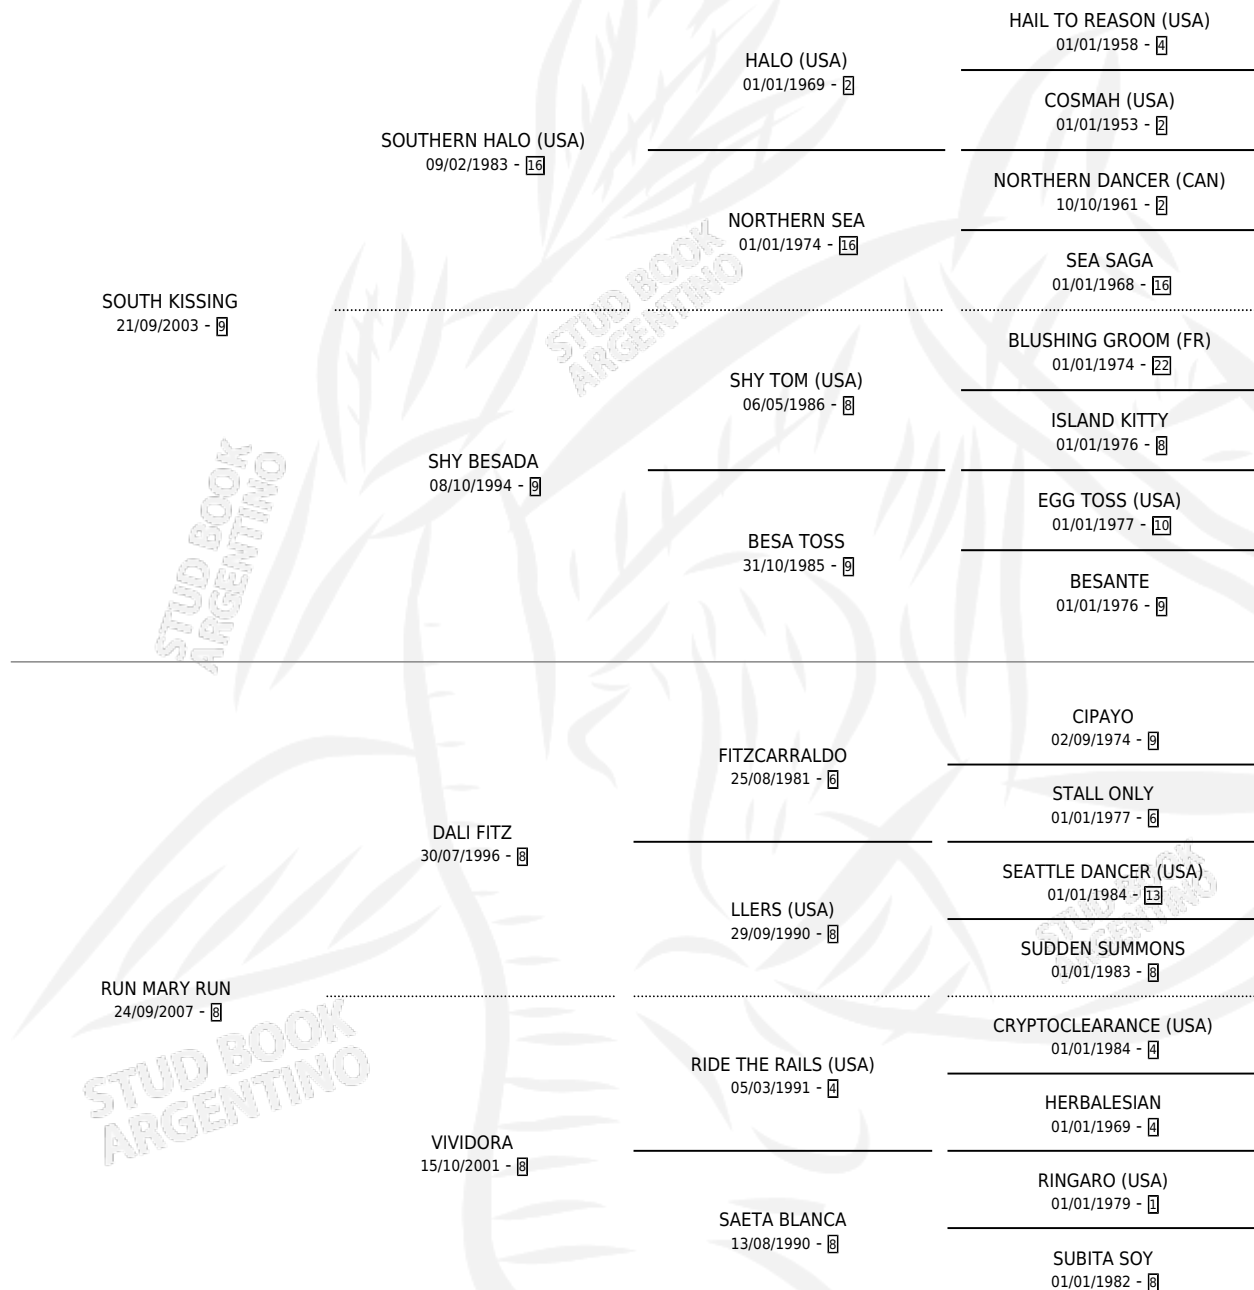 HAIL TO REASON (USA)
01/01/1958 - 4
HALO (USA)
01/01/1969 - 2
COSMAH (USA)
01/01/1953 - 2
SOUTHERN HALO (USA)
09/02/1983 - 16
NORTHERN DANCER (CAN)
10/10/1961 - 2
NORTHERN SEA
01/01/1974 - 16
SEA SAGA
01/01/1968 - 16
SOUTH KISSING
21/09/2003 - 9
BLUSHING GROOM (FR)
01/01/1974 - 22
SHY TOM (USA)
06/05/1986 - 8
ISLAND KITTY
01/01/1976 - 8
SHY BESADA
08/10/1994 - 9
EGG TOSS (USA)
01/01/1977 - 10
BESA TOSS
31/10/1985 - 9
BESANTE
01/01/1976 - 9
STUD BOOK
ARGENTINO
STUD BOOK
ARGENTINO
CIPAYO
02/09/1974 - 9
FITZCARRALDO
25/08/1981 - 6
STALL ONLY
01/01/1977 - 6
DALI FITZ
30/07/1996 - 8
SEATTLE DANCER (USA)
01/01/1984 - 13
LLERS (USA)
29/09/1990 - 8
SUDDEN SUMMONS
01/01/1983 - 8
RUN MARY RUN
24/09/2007 - 8
CRYPTOCLEARANCE (USA)
01/01/1984 - 4
RIDE THE RAILS (USA)
05/03/1991 - 4
HERBALESIAN
01/01/1969 - 4
VIVIDORA
15/10/2001 - 8
RINGARO (USA)
01/01/1979 - 1
SAETA BLANCA
13/08/1990 - 8
SUBITA SOY
01/01/1982 - 8
STUD BOOK
ARGENTINO
STUD BOOK
ARGENTINO